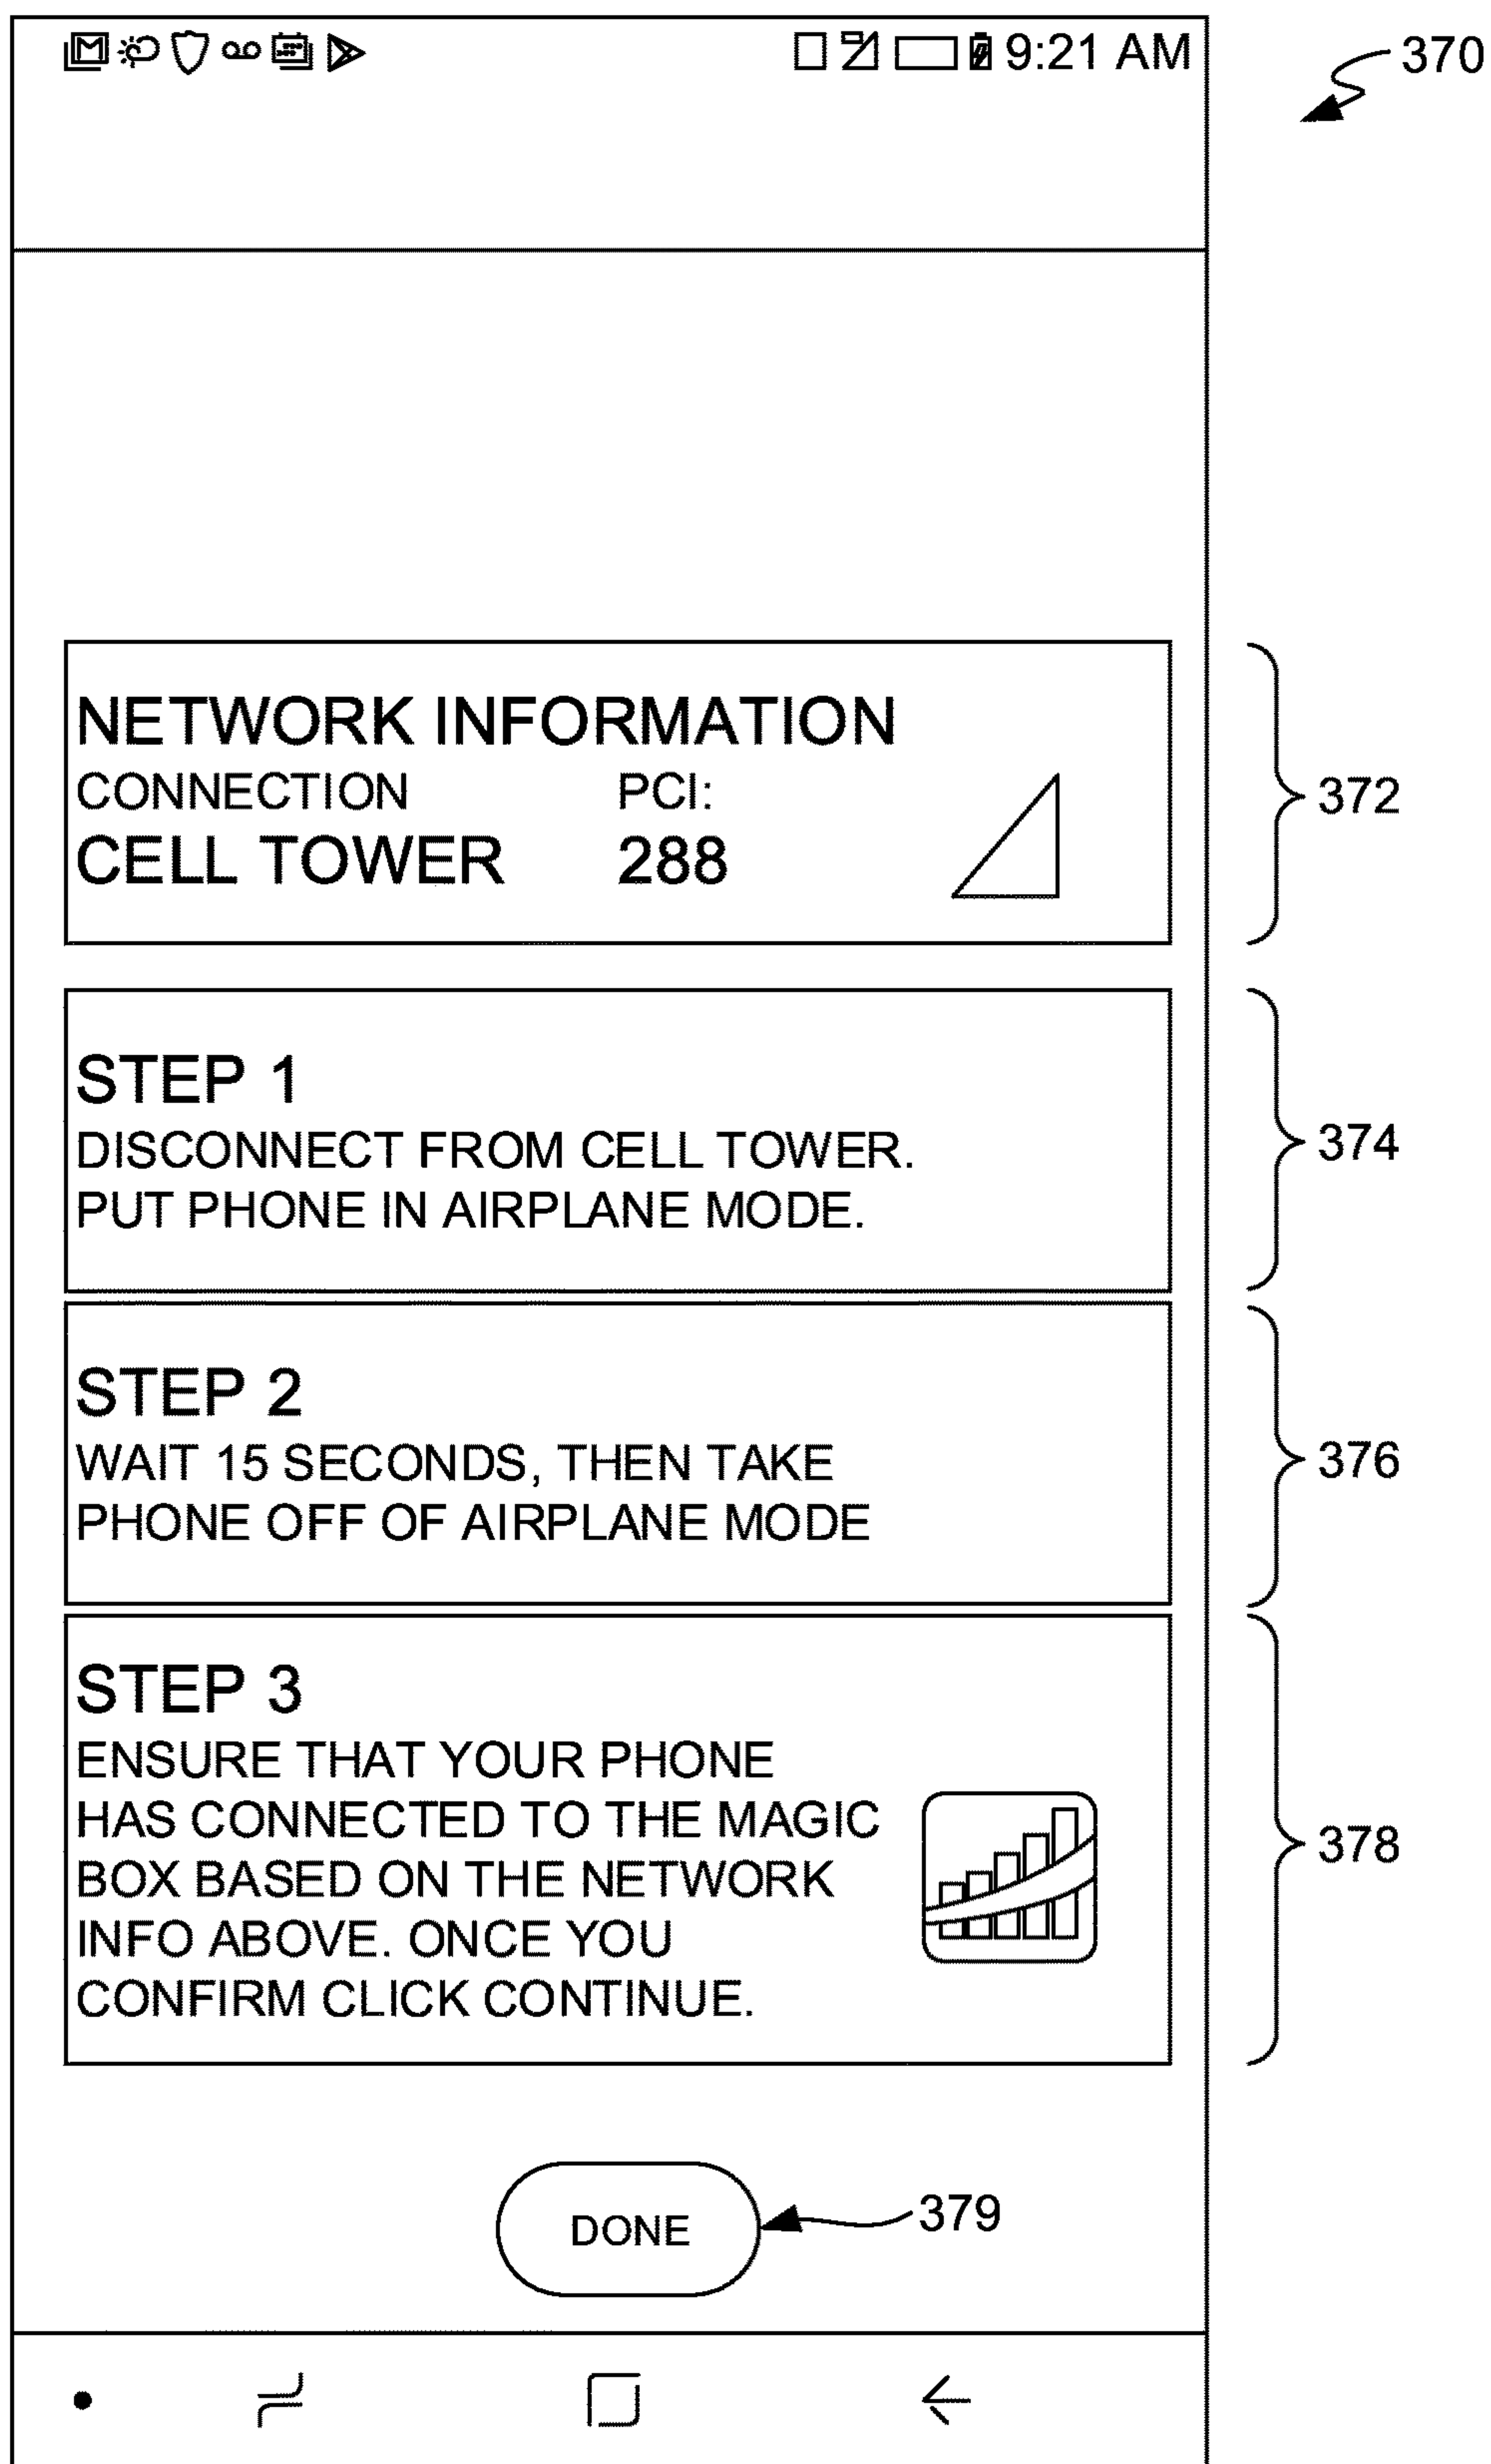 9:21 AM
370
NETWORK INFORMATION
CONNECTION PCI:
CELL TOWER 288
372
STEP 1
DISCONNECT FROM CELL TOWER.
PUT PHONE IN AIRPLANE MODE.
374
STEP 2
WAIT 15 SECONDS, THEN TAKE
PHONE OFF OF AIRPLANE MODE
376
STEP 3
ENSURE THAT YOUR PHONE
HAS CONNECTED TO THE MAGIC
BOX BASED ON THE NETWORK
INFO ABOVE. ONCE YOU
CONFIRM CLICK CONTINUE.
378
DONE
379